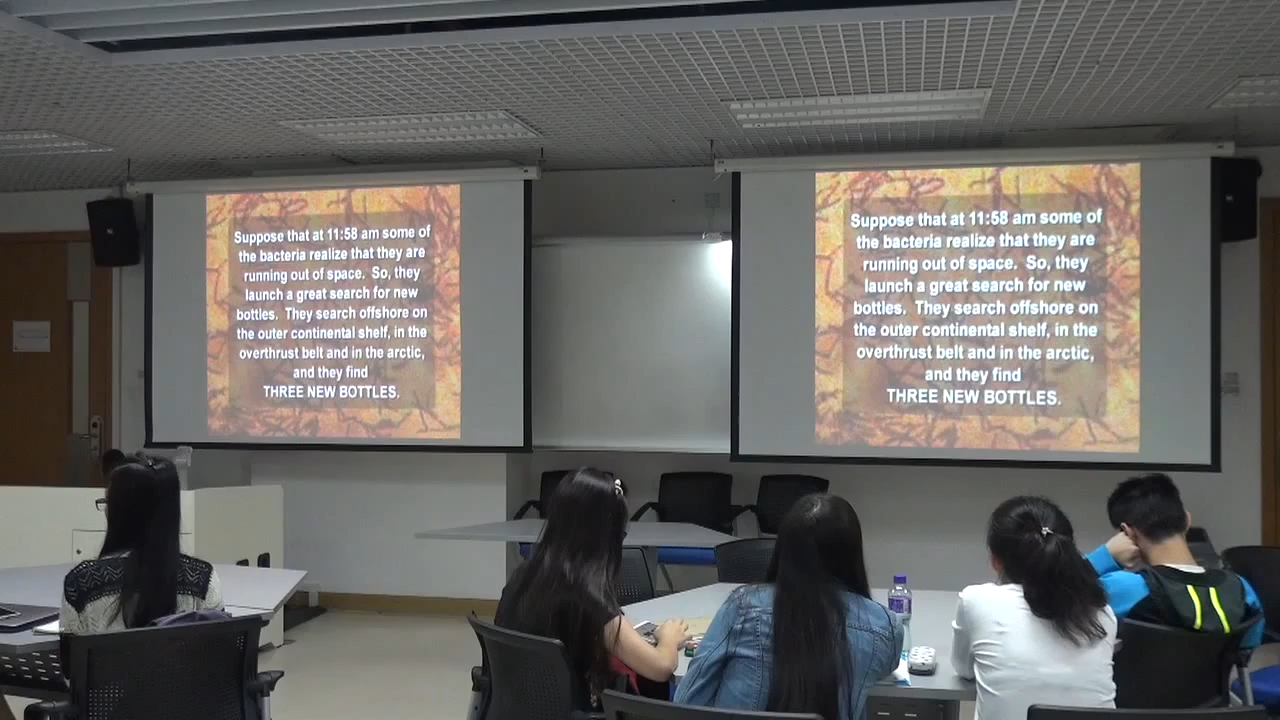 Suppose that at 11:58 am some of
the bacteria realize that they are
running out of space. So, they
launch a great search for new
bottles. They search offshore on
the outer continental shelf, in the
overthrust belt and in the arctic,
and they find
THREE NEW BOTTLES.
Suppose that at 11:58 am some of
the bacteria realize that they are
running out of space. So, they
launch a great search for new
bottles. They search offshore on
the outer continental shelf, in the
overthrust belt and in the arctic,
and they find
THREE NEW BOTTLES.